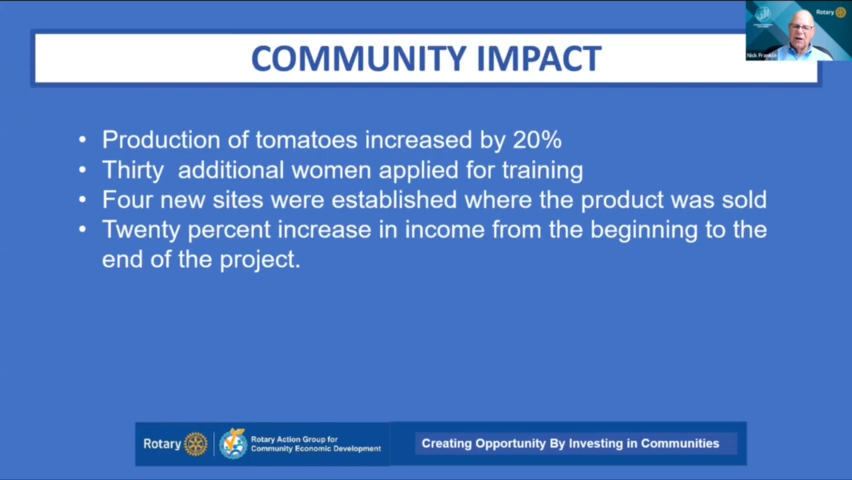 COMMUNITY IMPACT
Rotary
• Production of tomatoes increased by 20%
• Thirty  additional women applied for training
• Four new sites were established where the product was sold
• Twenty percent increase in income from the beginning to the
end of the project.
Rotary
Rotary Action Group for
Community Economic Development
Creating Opportunity By Investing in Communities